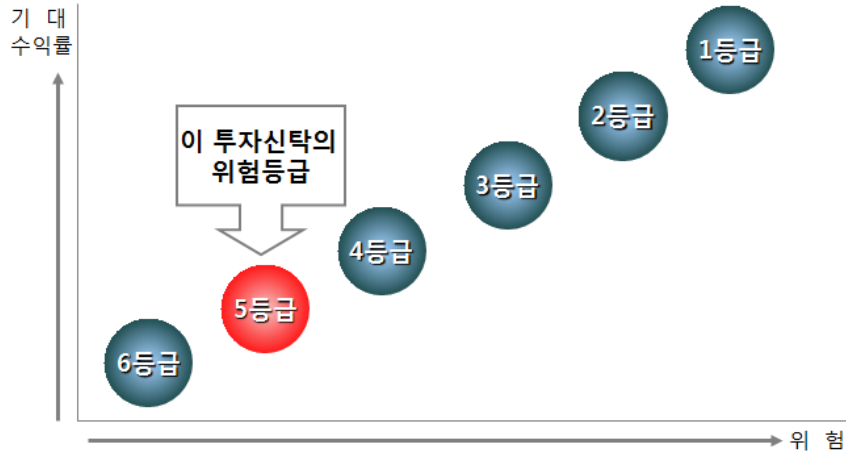 기 대
수익률
1등급
2등급
이 투자신탁의
위험등급
3등급
4등급
5등급
6등급
위 험